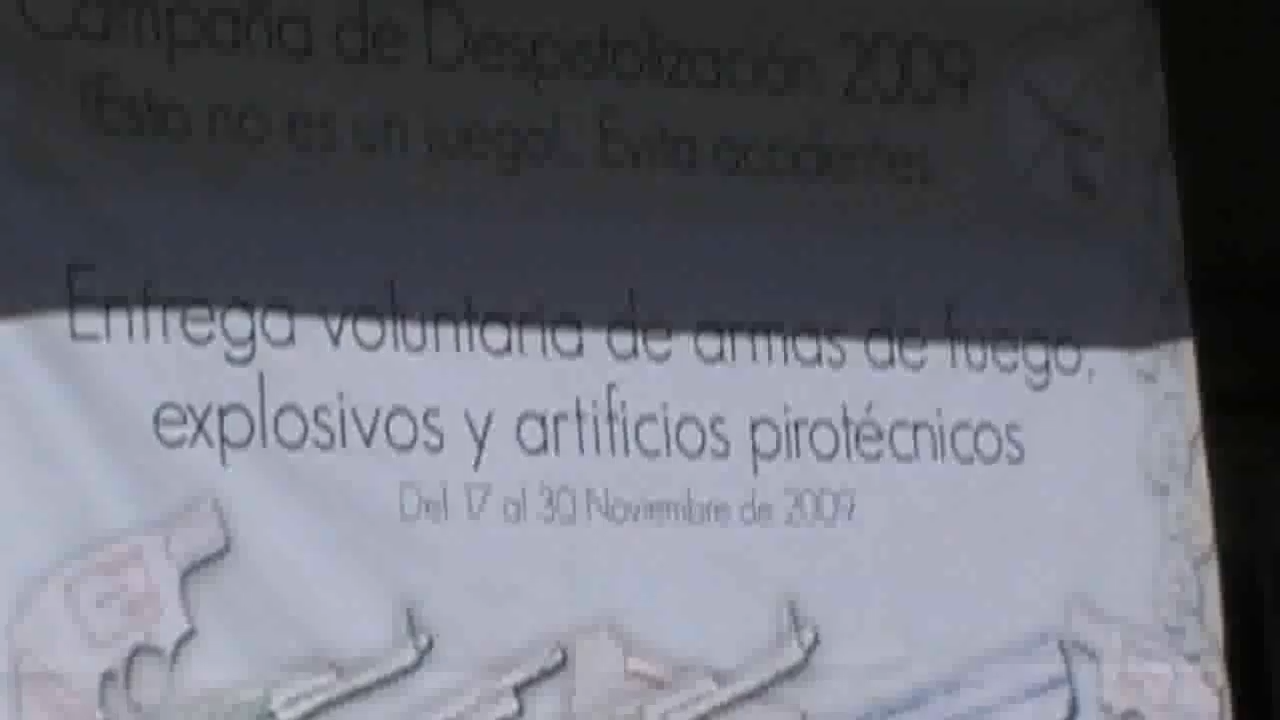 Campaña de Despistolización 2009
¡Esto no es un juego!. Evita accidentes
Entrega voluntaria de armas de fuego,
explosivos y artificios pirotécnicos
Del 17 al 30 Noviembre de 2009